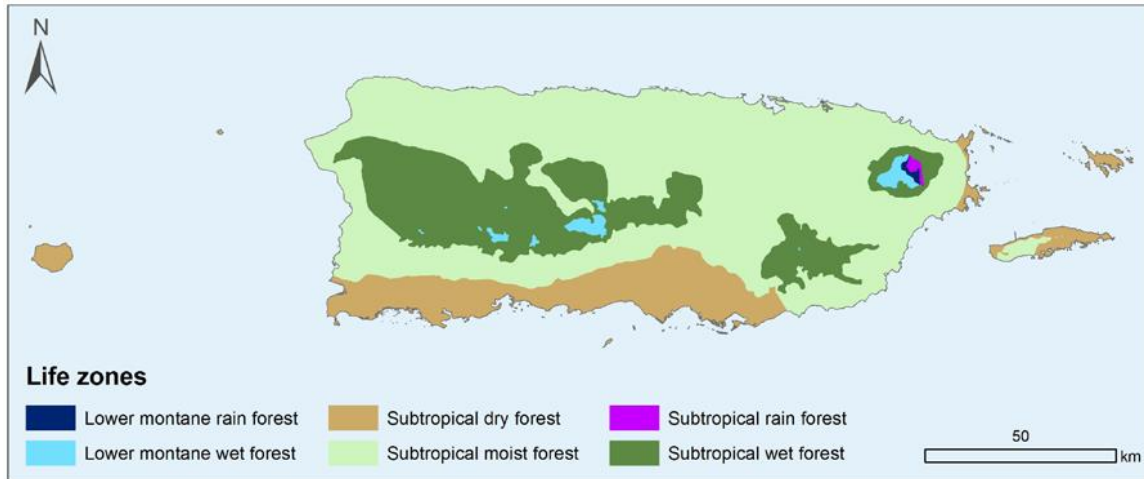 N
Life zones
Lower montane rain forest
Subtropical dry forest
Subtropical rain forest
Lower montane wet forest
Subtropical moist forest
Subtropical wet forest
50
km